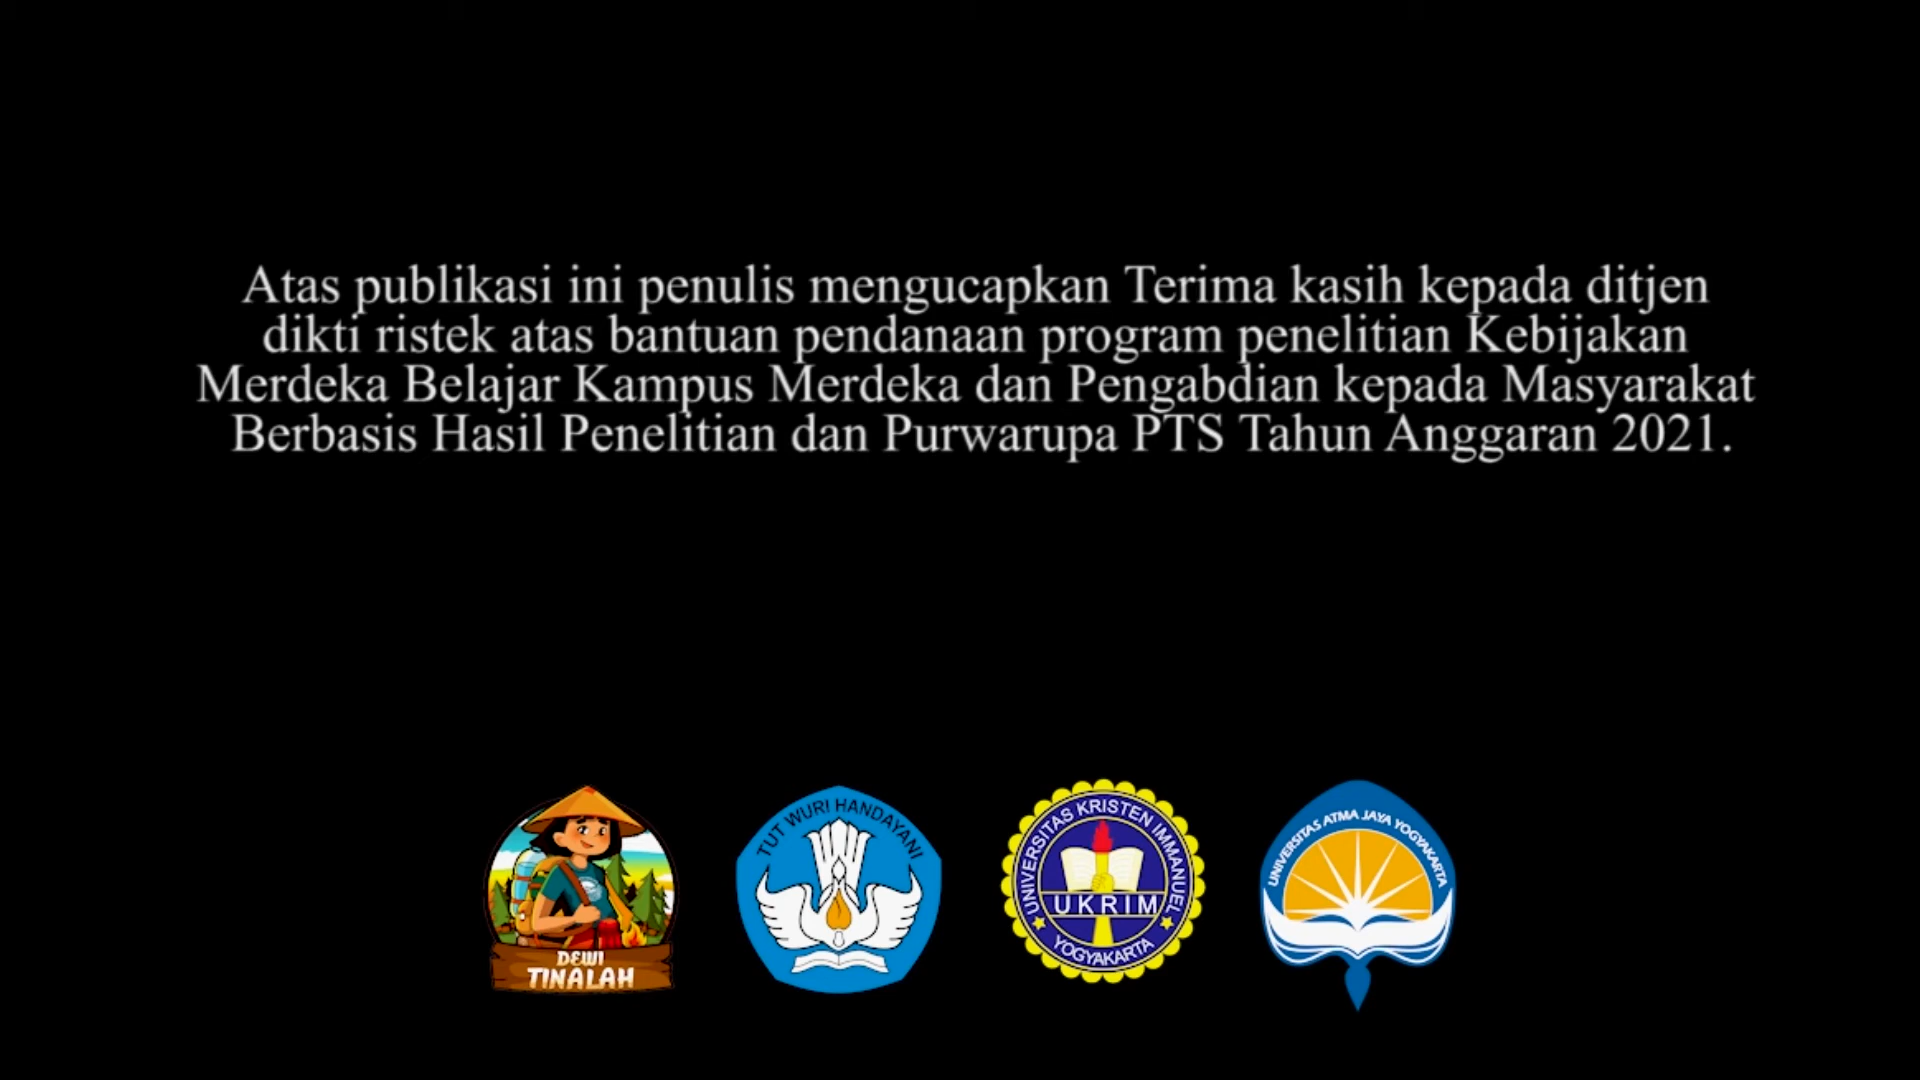 Atas publikasi ini penulis mengucapkan Terima kasih kepada ditjen
dikti ristek atas bantuan pendanaan program penelitian Kebijakan
Merdeka Belajar Kampus Merdeka dan Pengabdian kepada Masyarakat
Berbasis Hasil Penelitian dan Purwarupa PTS Tahun Anggaran 2021.
DEWI
TINALAH
TUT WURI HANDAYANI
UNIVERSITAS KRISTEN IMMANUEL
UKRIM
YOGYAKARTA
UNIVERSITAS ATMA JAYA YOGYAKARTA